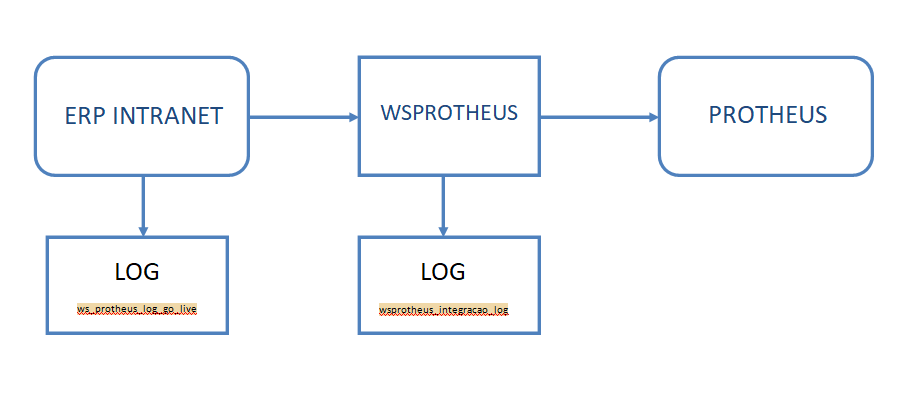 ERP INTRANET
WSPROTHEUS
PROTHEUS
LOG
ws_protheus_log_go_live
LOG
wsprotheus_integracao_log